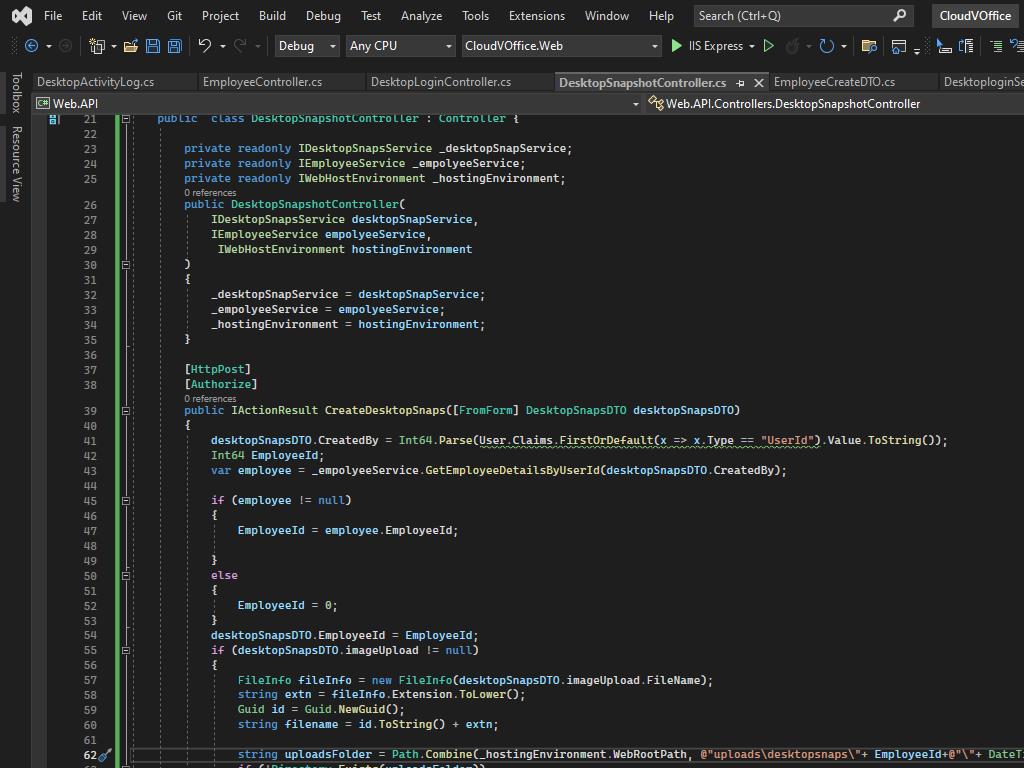 File Edit View Git Project Build Debug Test Analyze Tools Extensions Window Help Search (Ctrl+Q) CloudVOffice
Debug Any CPU CloudVOffice.Web IIS Express
DesktopActivityLog.cs EmployeeController.cs DesktopLoginController.cs DesktopSnapshotController.cs EmployeeCreateDTO.cs DesktoploginSe
Toolbox
Resource View
C# Web.API Web.API.Controllers.DesktopSnapshotController
21 public class DesktopSnapshotController : Controller {
22
23 private readonly IDesktopSnapsService _desktopSnapService;
24 private readonly IEmployeeService _empolyeeService;
25 private readonly IWebHostEnvironment _hostingEnvironment;
0 references
26 public DesktopSnapshotController(
27 IDesktopSnapsService desktopSnapService,
28 IEmployeeService empolyeeService,
29 IWebHostEnvironment hostingEnvironment
30 )
31 {
32 _desktopSnapService = desktopSnapService;
33 _empolyeeService = empolyeeService;
34 _hostingEnvironment = hostingEnvironment;
35 }
36
37 [HttpPost]
38 [Authorize]
0 references
39 public IActionResult CreateDesktopSnaps([FromForm] DesktopSnapsDTO desktopSnapsDTO)
40 {
41 desktopSnapsDTO.CreatedBy = Int64.Parse(User.Claims.FirstOrDefault(x => x.Type == "UserId").Value.ToString());
42 Int64 EmployeeId;
43 var employee = _empolyeeService.GetEmployeeDetailsByUserId(desktopSnapsDTO.CreatedBy);
44
45 if (employee != null)
46 {
47 EmployeeId = employee.EmployeeId;
48
49 }
50 else
51 {
52 EmployeeId = 0;
53 }
54 desktopSnapsDTO.EmployeeId = EmployeeId;
55 if (desktopSnapsDTO.imageUpload != null)
56 {
57 FileInfo fileInfo = new FileInfo(desktopSnapsDTO.imageUpload.FileName);
58 string extn = fileInfo.Extension.ToLower();
59 Guid id = Guid.NewGuid();
60 string filename = id.ToString() + extn;
61
62 string uploadsFolder = Path.Combine(_hostingEnvironment.WebRootPath, @"uploads\desktopsnaps\"+ EmployeeId+@"\"+ DateT